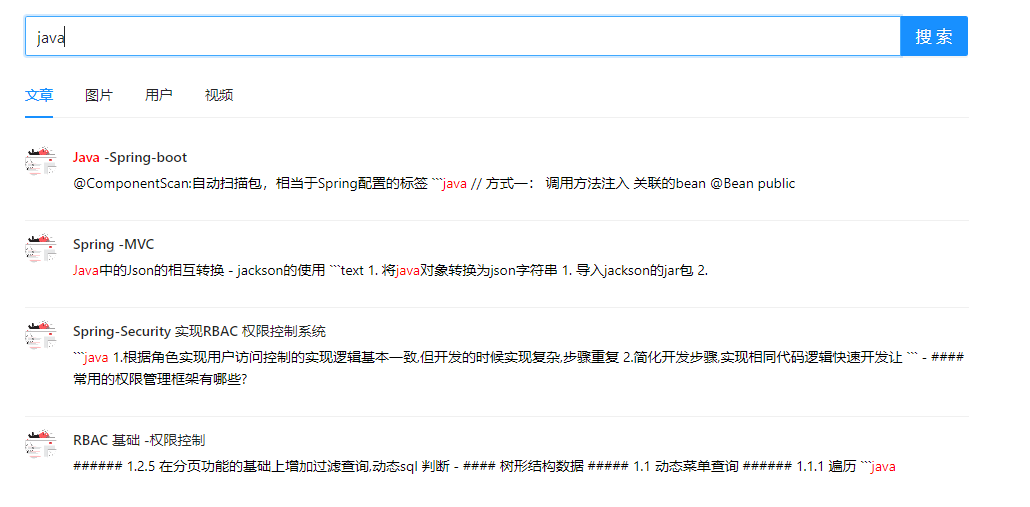 java
搜 索
文章 图片 用户 视频
Java -Spring-boot
@ComponentScan:自动扫描包，相当于Spring配置的标签 ```java // 方式一： 调用方法注入 关联的bean @Bean public
Spring -MVC
Java中的Json的相互转换 - jackson的使用 ```text 1. 将java对象转换为json字符串 1. 导入jackson的jar包 2.
Spring-Security 实现RBAC 权限控制系统
```java 1.根据角色实现用户访问控制的实现逻辑基本一致,但开发的时候实现复杂,步骤重复 2.简化开发步骤,实现相同代码逻辑快速开发让 ``` - ####
常用的权限管理框架有哪些?
RBAC 基础 -权限控制
###### 1.2.5 在分页功能的基础上增加过滤查询,动态sql 判断 - #### 树形结构数据 ##### 1.1 动态菜单查询 ###### 1.1.1 遍历 ```java